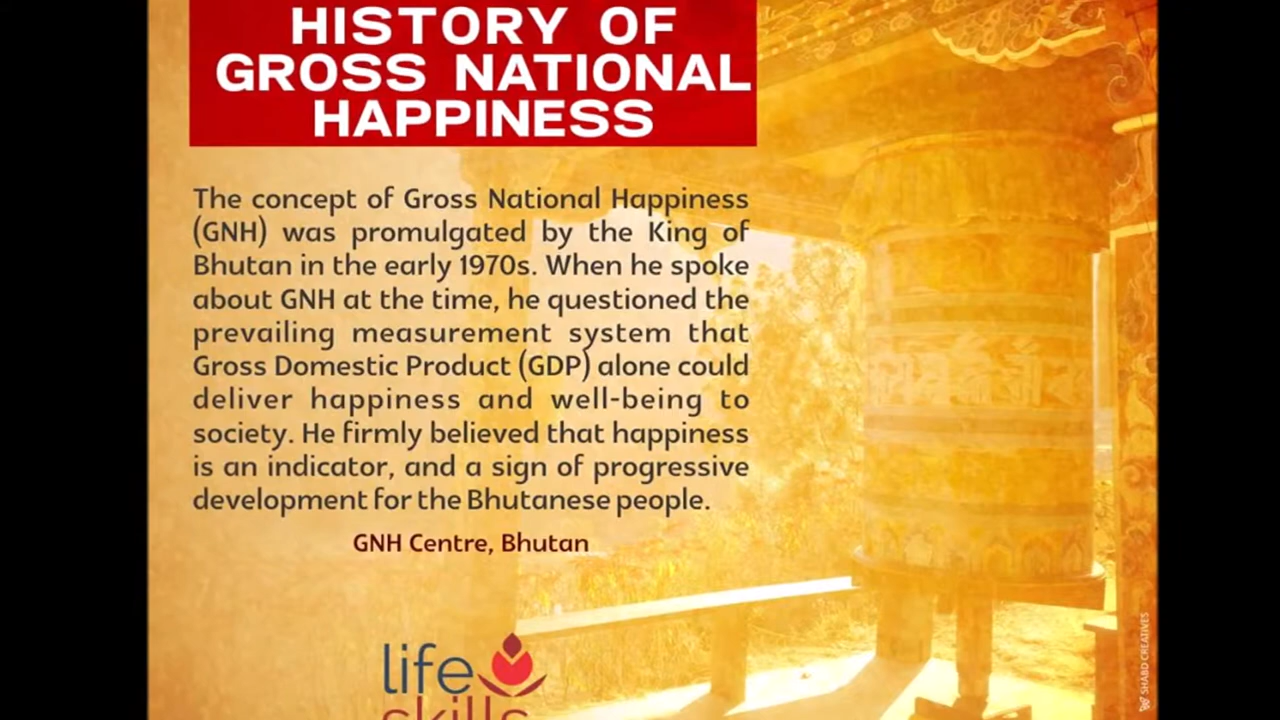 HISTORY OF
GROSS NATIONAL
HAPPINESS
The concept of Gross National Happiness
(GNH) was promulgated by the King of
Bhutan in the early 1970s. When he spoke
about GNH at the time, he questioned the
prevailing measurement system that
Gross Domestic Product (GDP) alone could
deliver happiness and well-being to
society. He firmly believed that happiness
is an indicator, and a sign of progressive
development for the Bhutanese people.
GNH Centre, Bhutan
life
skills
SHABD CREATIVES